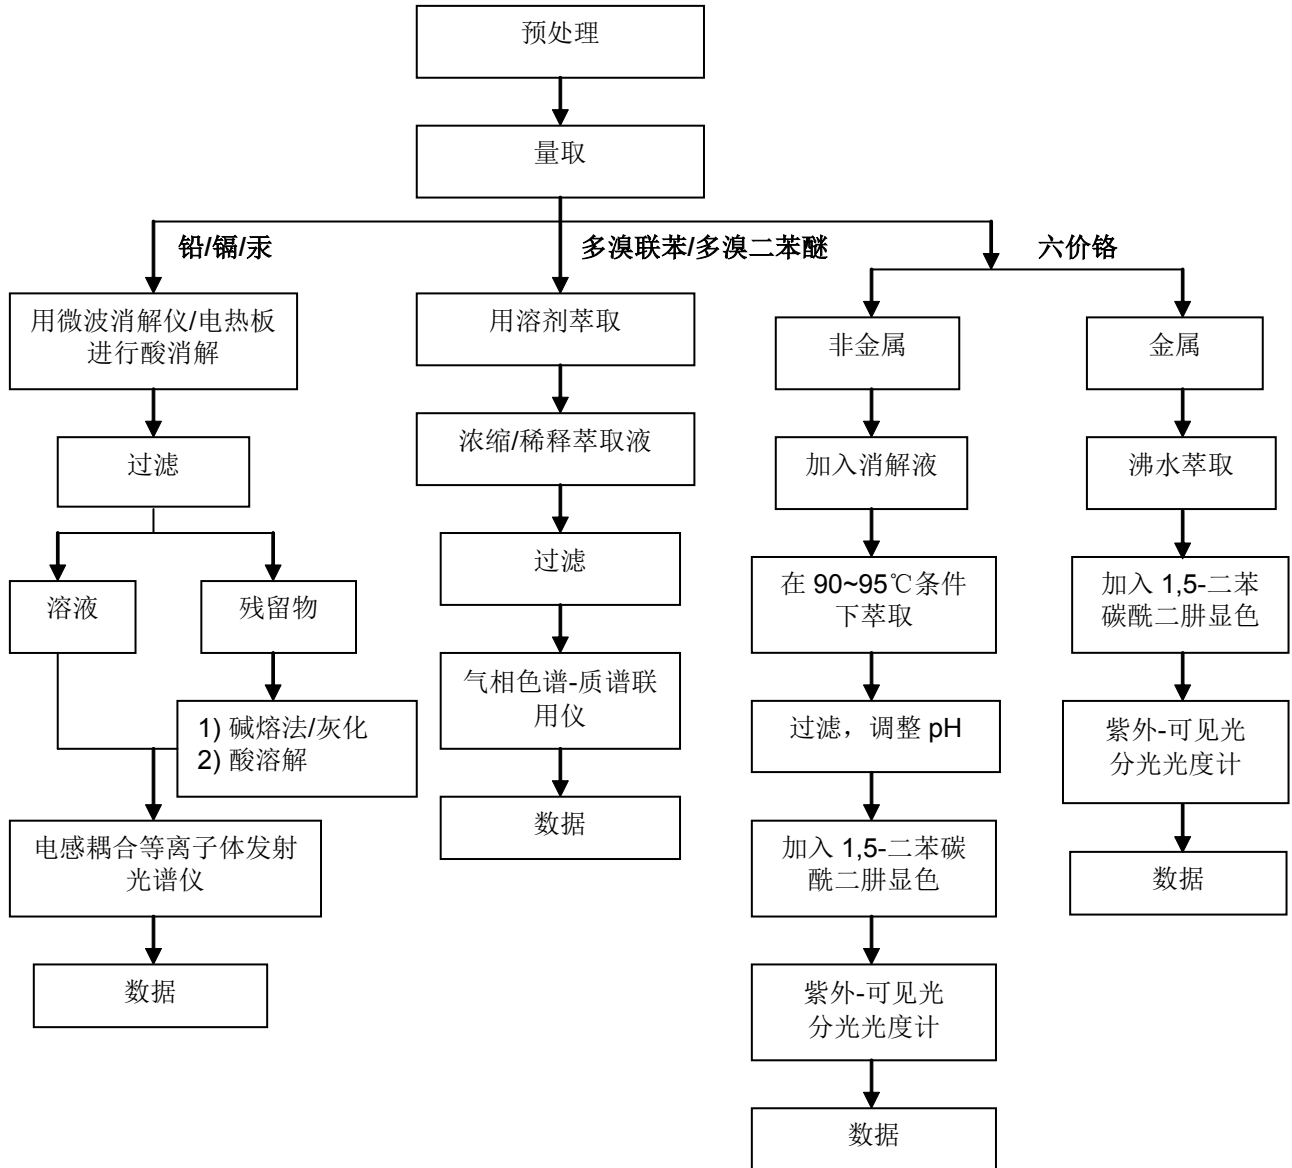 预处理
量取
铅/镉/汞
多溴联苯/多溴二苯醚
六价铬
用微波消解仪/电热板
进行酸消解
过滤
溶液
残留物
1) 碱熔法/灰化
2) 酸溶解
电感耦合等离子体发射
光谱仪
数据
用溶剂萃取
浓缩/稀释萃取液
过滤
气相色谱-质谱联
用仪
数据
非金属
加入消解液
在 90~95℃条件
下萃取
过滤，调整 pH
加入 1,5-二苯碳
酰二肼显色
紫外-可见光
分光光度计
数据
金属
沸水萃取
加入 1,5-二苯
碳酰二肼显色
紫外-可见光
分光光度计
数据